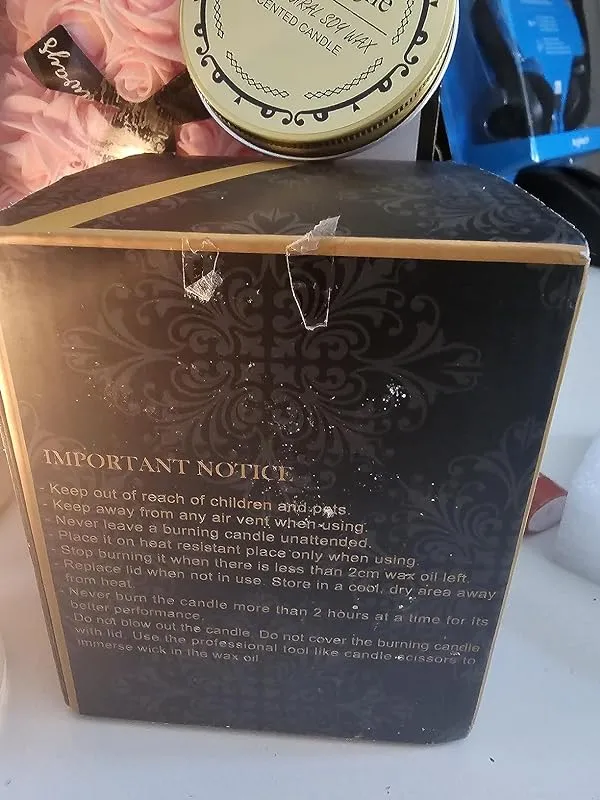 always
NATURAL SOY WAX
SCENTED CANDLE
IMPORTANT NOTICE
- Keep out of reach of children and pets.
- Keep away from any air vent when using.
- Never leave a burning candle unattended.
- Place it on heat resistant place only when using.
- Stop burning it when there is less than 2cm wax oil left.
- Replace lid when not in use. Store in a cool, dry area away
from heat.
- Never burn the candle more than 2 hours at a time for its
better performance.
- Do not blow out the candle. Do not cover the burning candle
with lid. Use the professional tool like candle scissors to
immerse wick in the wax oil